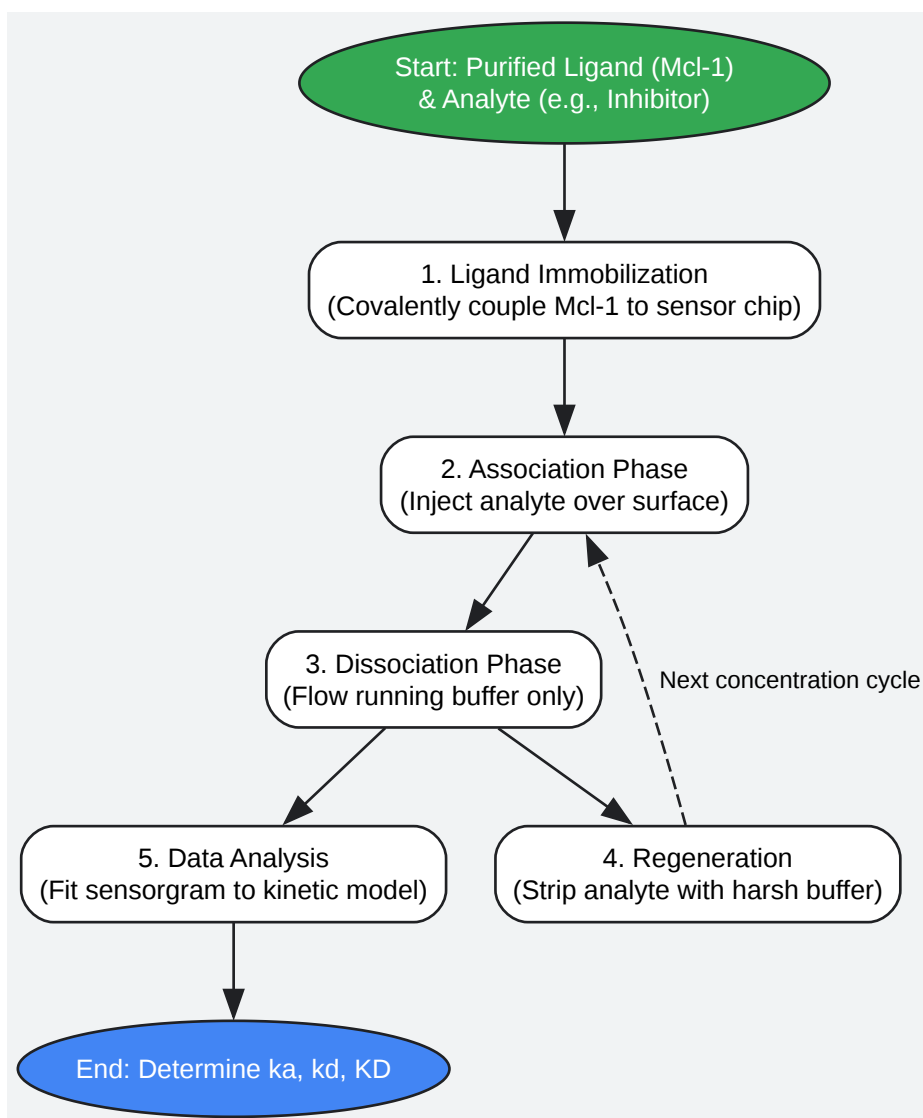 Start: Purified Ligand (Mcl-1)
& Analyte (e.g., Inhibitor)
1. Ligand Immobilization
(Covalently couple Mcl-1 to sensor chip)
2. Association Phase
(Inject analyte over surface)
3. Dissociation Phase
(Flow running buffer only)
Next concentration cycle
5. Data Analysis
(Fit sensorgram to kinetic model)
4. Regeneration
(Strip analyte with harsh buffer)
End: Determine ka, kd, KD